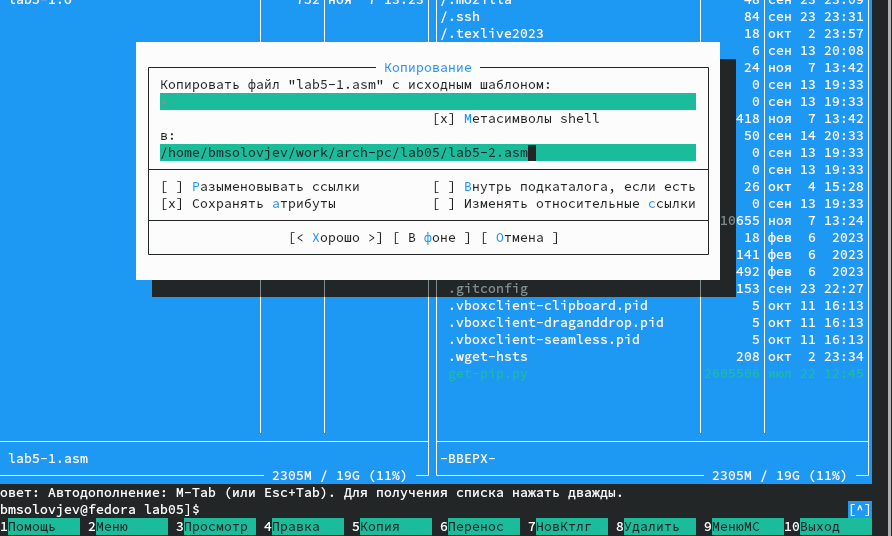 lab5-1.o 752 ноя 7 13:23
/.mozilla 48 сен 23 23:09
/.ssh 84 сен 23 23:31
/.texlive2023 18 окт 2 23:57
6 сен 13 20:08
Копирование 24 ноя 7 13:42
Копировать файл "lab5-1.asm" с исходным шаблоном: 0 сен 13 19:33
0 сен 13 19:33
[x] Метасимволы shell 418 ноя 7 13:42
в: 50 сен 14 20:33
/home/bmsolovjev/work/arch-pc/lab05/lab5-2.asm 0 сен 13 19:33
0 сен 13 19:33
[ ] Разыменовывать ссылки [ ] Внутрь подкаталога, если есть 26 окт 4 15:28
[x] Сохранять атрибуты [ ] Изменять относительные ссылки 0 сен 13 19:33
10655 ноя 7 13:24
[< Хорошо >] [ В фоне ] [ Отмена ] 18 фев 6 2023
141 фев 6 2023
492 фев 6 2023
.gitconfig 153 сен 23 22:27
.vboxclient-clipboard.pid 5 окт 11 16:13
.vboxclient-draganddrop.pid 5 окт 11 16:13
.vboxclient-seamless.pid 5 окт 11 16:13
.wget-hsts 208 окт 2 23:34
get-pip.py
lab5-1.asm -ВВЕРХ-
2305M / 19G (11%) 2305M / 19G (11%)
овет: Автодополнение: M-Tab (или Esc+Tab). Для получения списка нажать дважды.
bmsolovjev@fedora lab05]$ [^]
1Помощь 2Меню 3Просмотр 4Правка 5Копия 6Перенос 7НовКтлг 8Удалить 9МенюMC 10Выход